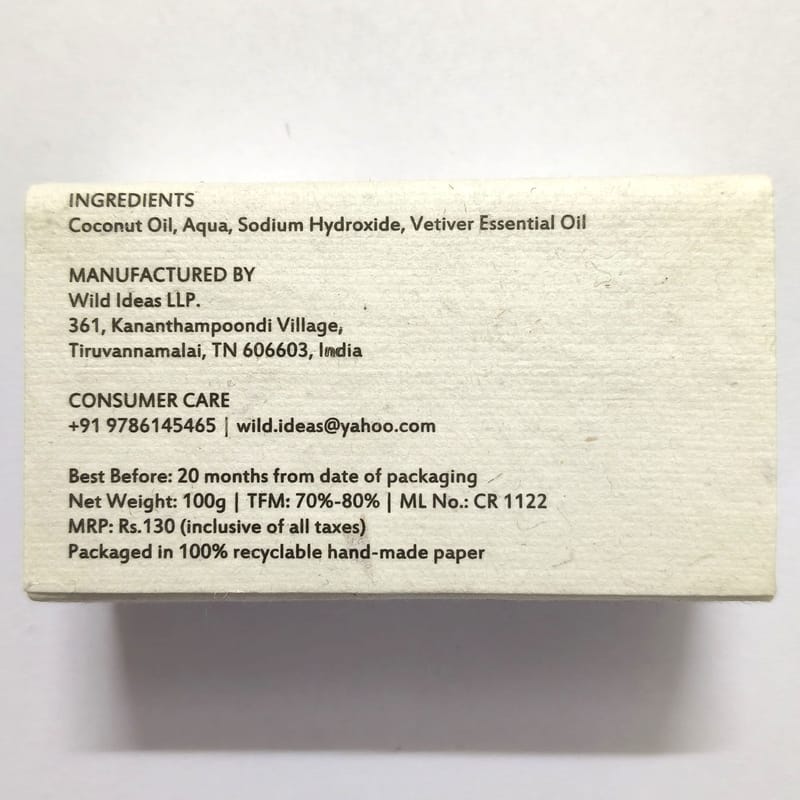 INGREDIENTS
Coconut Oil, Aqua, Sodium Hydroxide, Vetiver Essential Oil
MANUFACTURED BY
Wild Ideas LLP.
361, Kananthampoondi Village,
Tiruvannamalai, TN 606603, India
CONSUMER CARE
+91 9786145465 | wild.ideas@yahoo.com
Best Before: 20 months from date of packaging
Net Weight: 100g | TFM: 70%-80% | ML No.: CR 1122
MRP: Rs.130 (inclusive of all taxes)
Packaged in 100% recyclable hand-made paper